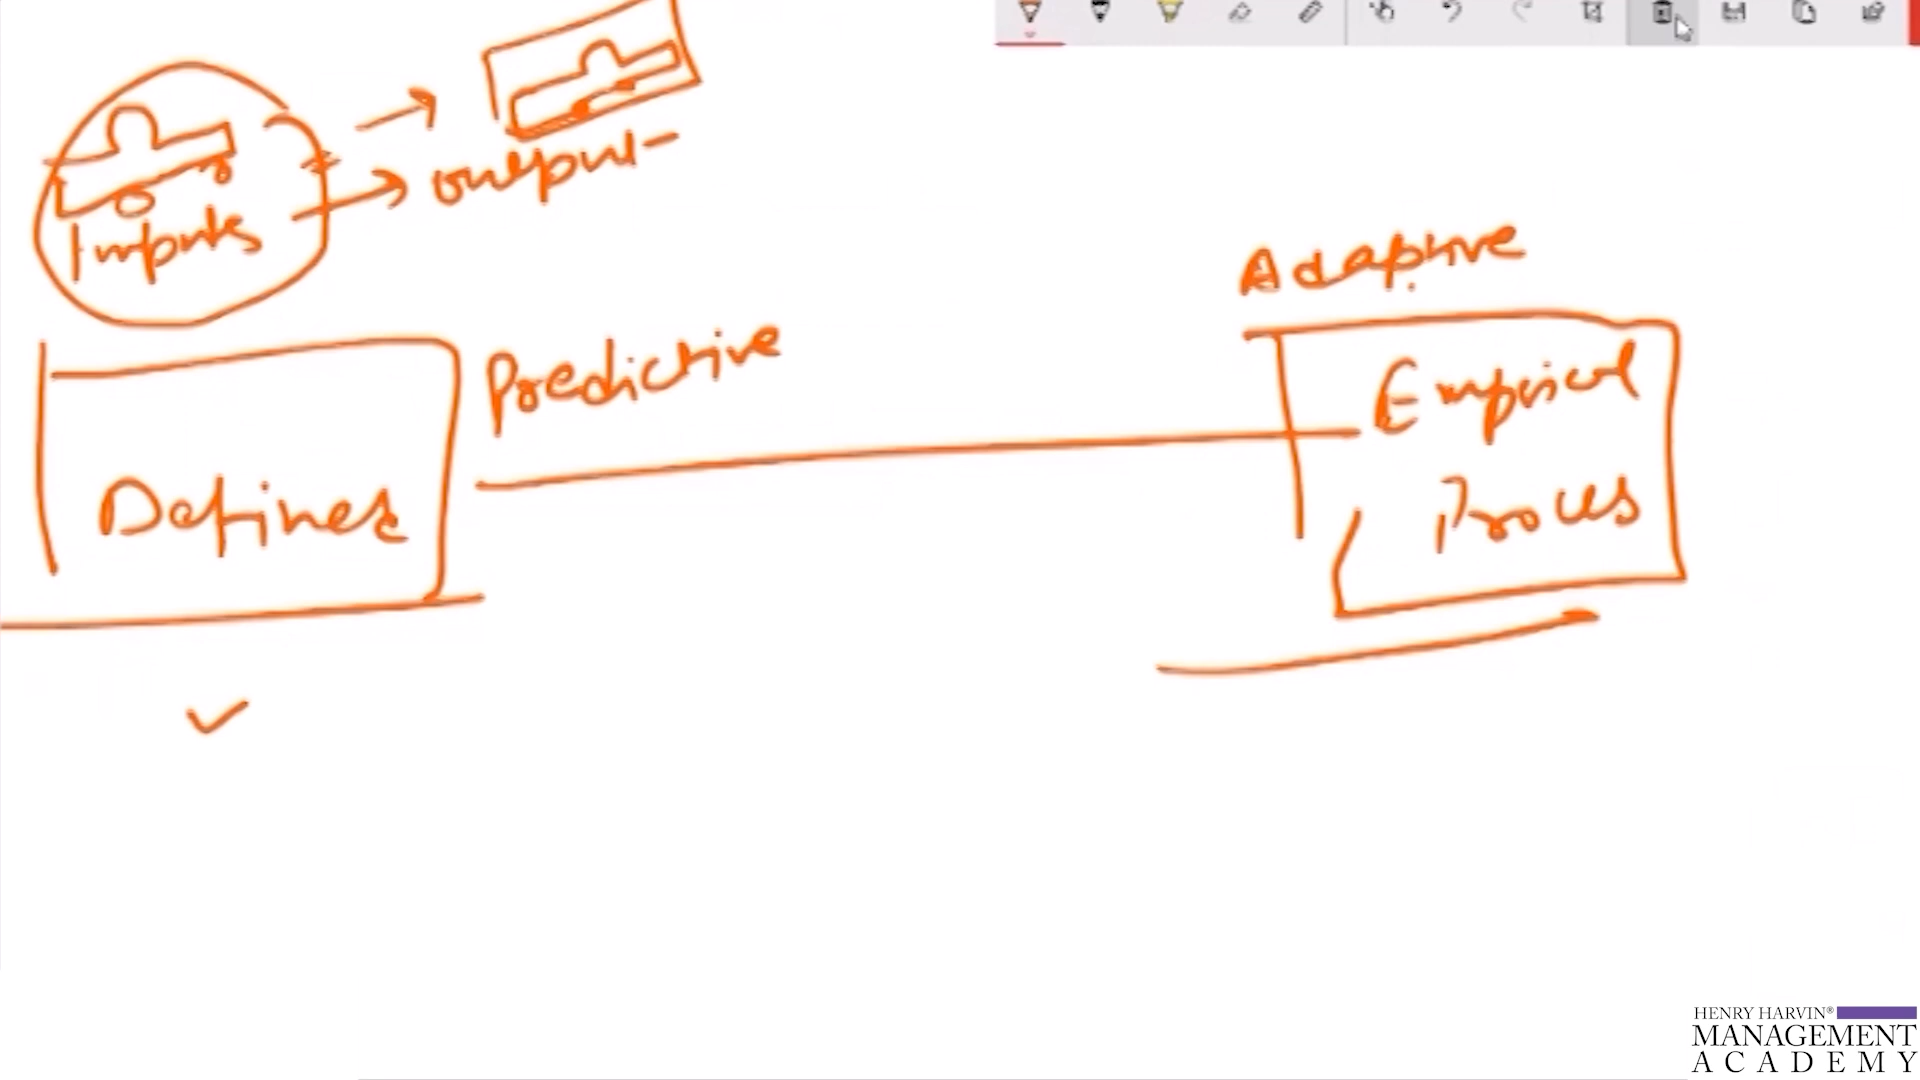 Inputs
output
Adaptive
Predictive
Empirical
Process
Defined
HENRY HARVIN®
MANAGEMENT
ACADEMY